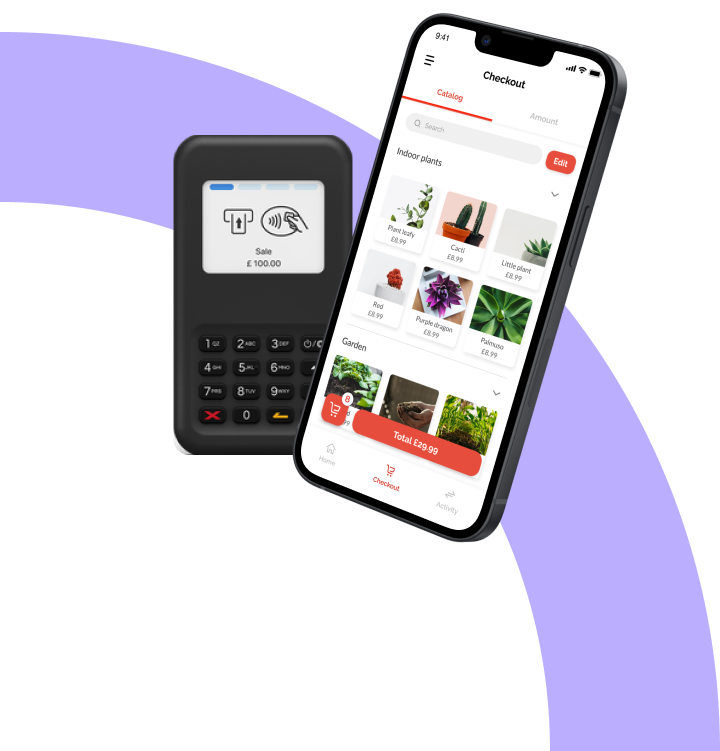 Sale
£ 100.00
1 QZ
2 ABC
3 DEF
4 GHI
5 JKL
6 MNO
7 PRS
8 TUV
9 WXY
0
9:41
Checkout
Catalog
Amount
Search
Edit
Indoor plants
Plant leafy
£8.99
Cacti
£8.99
Little plant
£8.99
Red
£8.99
Purple dragon
£8.99
Palmuso
£8.99
Garden
8
Total £29.99
Home
Checkout
Activity